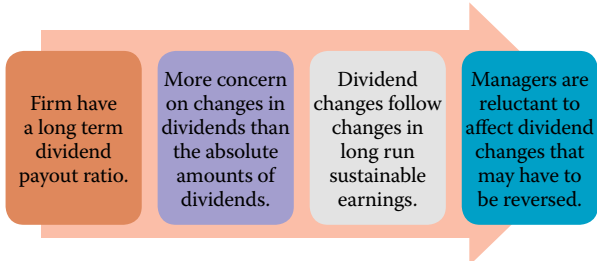 Firm have
a long term
dividend
payout ratio.
More concern
on changes in
dividends than
the absolute
amounts of
dividends.
Dividend
changes follow
changes in
long run
sustainable
earnings.
Managers are
reluctant to
affect dividend
changes that
may have to
be reversed.